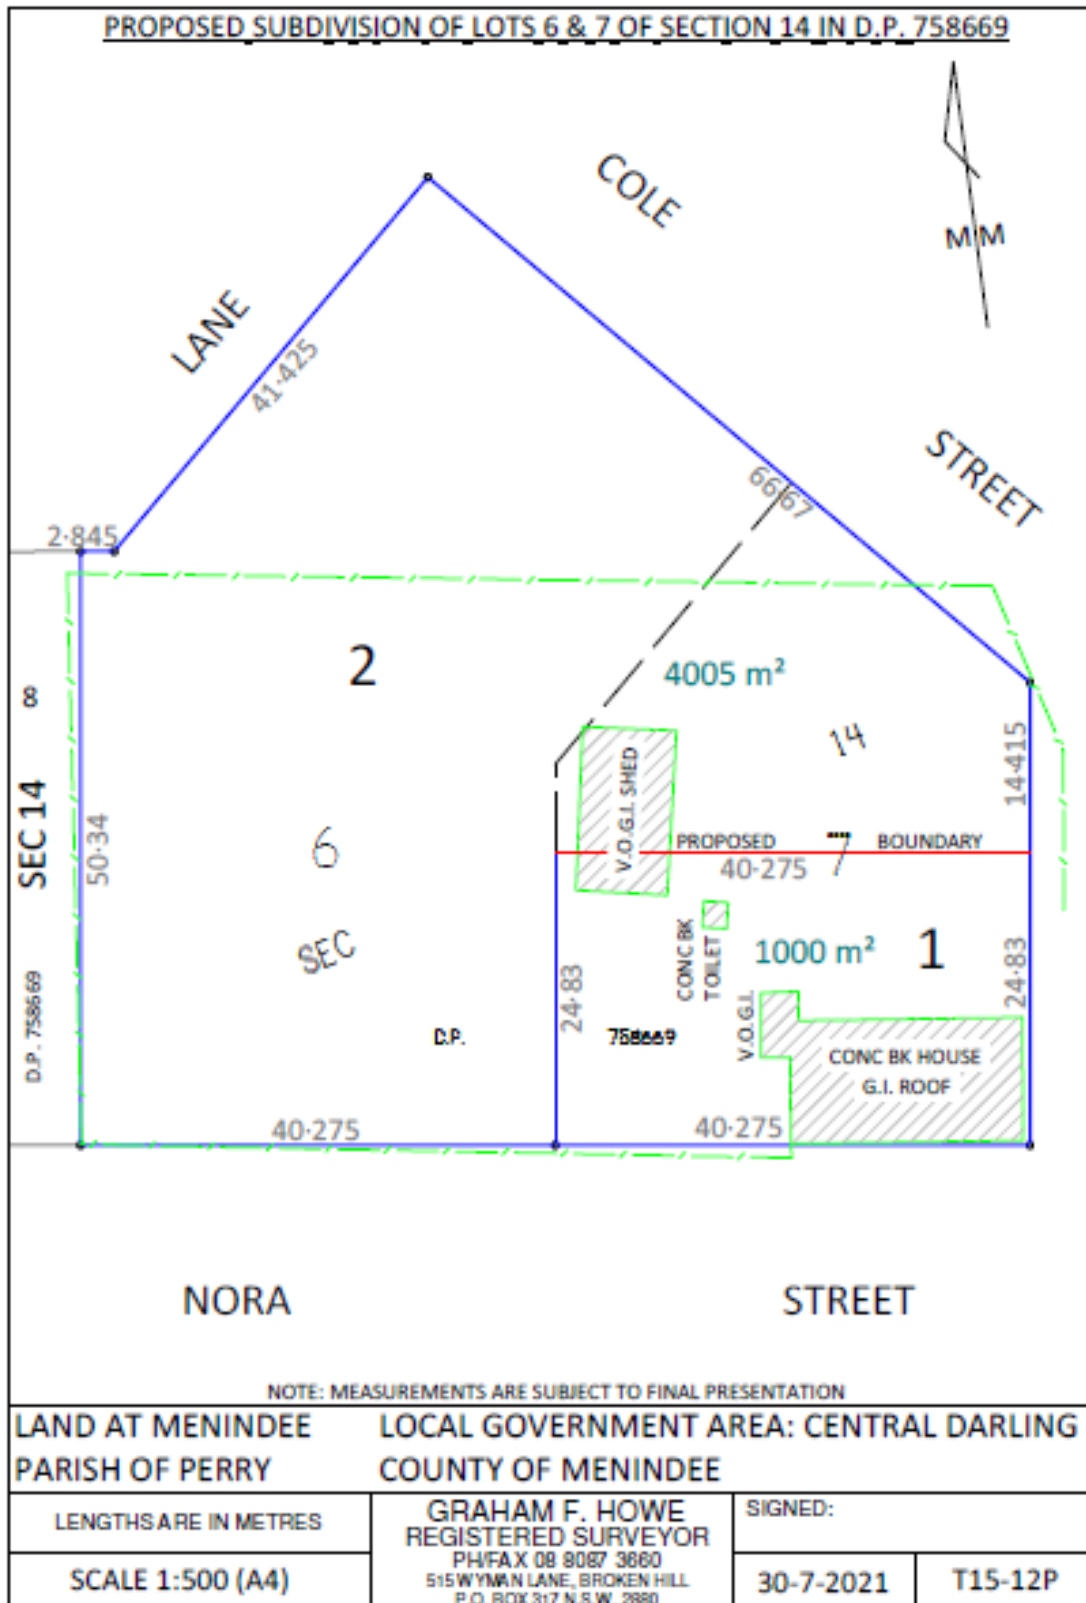 PROPOSED SUBDIVISION OF LOTS 6 & 7 OF SECTION 14 IN D.P. 758669
COLE
STREET
M M
LANE
41·425
66·67
2·845
2
4005 m²
8
SEC 14
D.P. 758669
50·34
14
14·415
V.O.G.I. SHED
PROPOSED 7 BOUNDARY
40·275
6
SEC
CONC BK
TOILET
1000 m²
1
24·83
24·83
V.O.G.I.
D.P. 758669
CONC BK HOUSE
G.I. ROOF
40·275
40·275
NORA STREET
NOTE: MEASUREMENTS ARE SUBJECT TO FINAL PRESENTATION
LAND AT MENINDEE LOCAL GOVERNMENT AREA: CENTRAL DARLING
PARISH OF PERRY COUNTY OF MENINDEE
LENGTHS ARE IN METRES
SCALE 1:500 (A4)
GRAHAM F. HOWE
REGISTERED SURVEYOR
PH/FAX 08 8087 3660
515 WYMAN LANE, BROKEN HILL
P.O. BOX 317 N.S.W. 2880
SIGNED:
30-7-2021
T15-12P